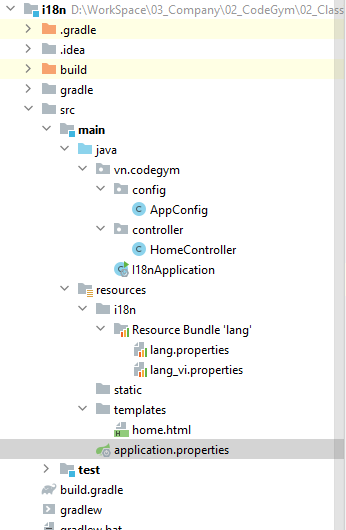 i18n D:\WorkSpace\03_Company\02_CodeGym\02_Class
.gradle
.idea
build
gradle
src
main
java
vn.codegym
config
AppConfig
controller
HomeController
I18nApplication
resources
i18n
Resource Bundle 'lang'
lang.properties
lang_vi.properties
static
templates
home.html
application.properties
test
build.gradle
gradlew
gradlew.bat